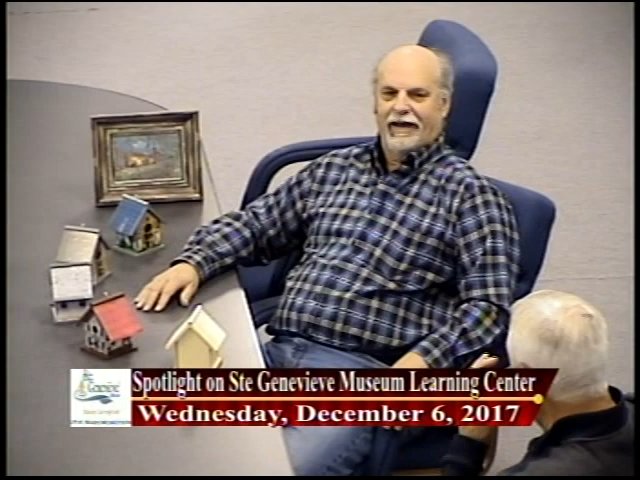 Spotlight on Ste Genevieve Museum Learning Center
Wednesday, December 6, 2017